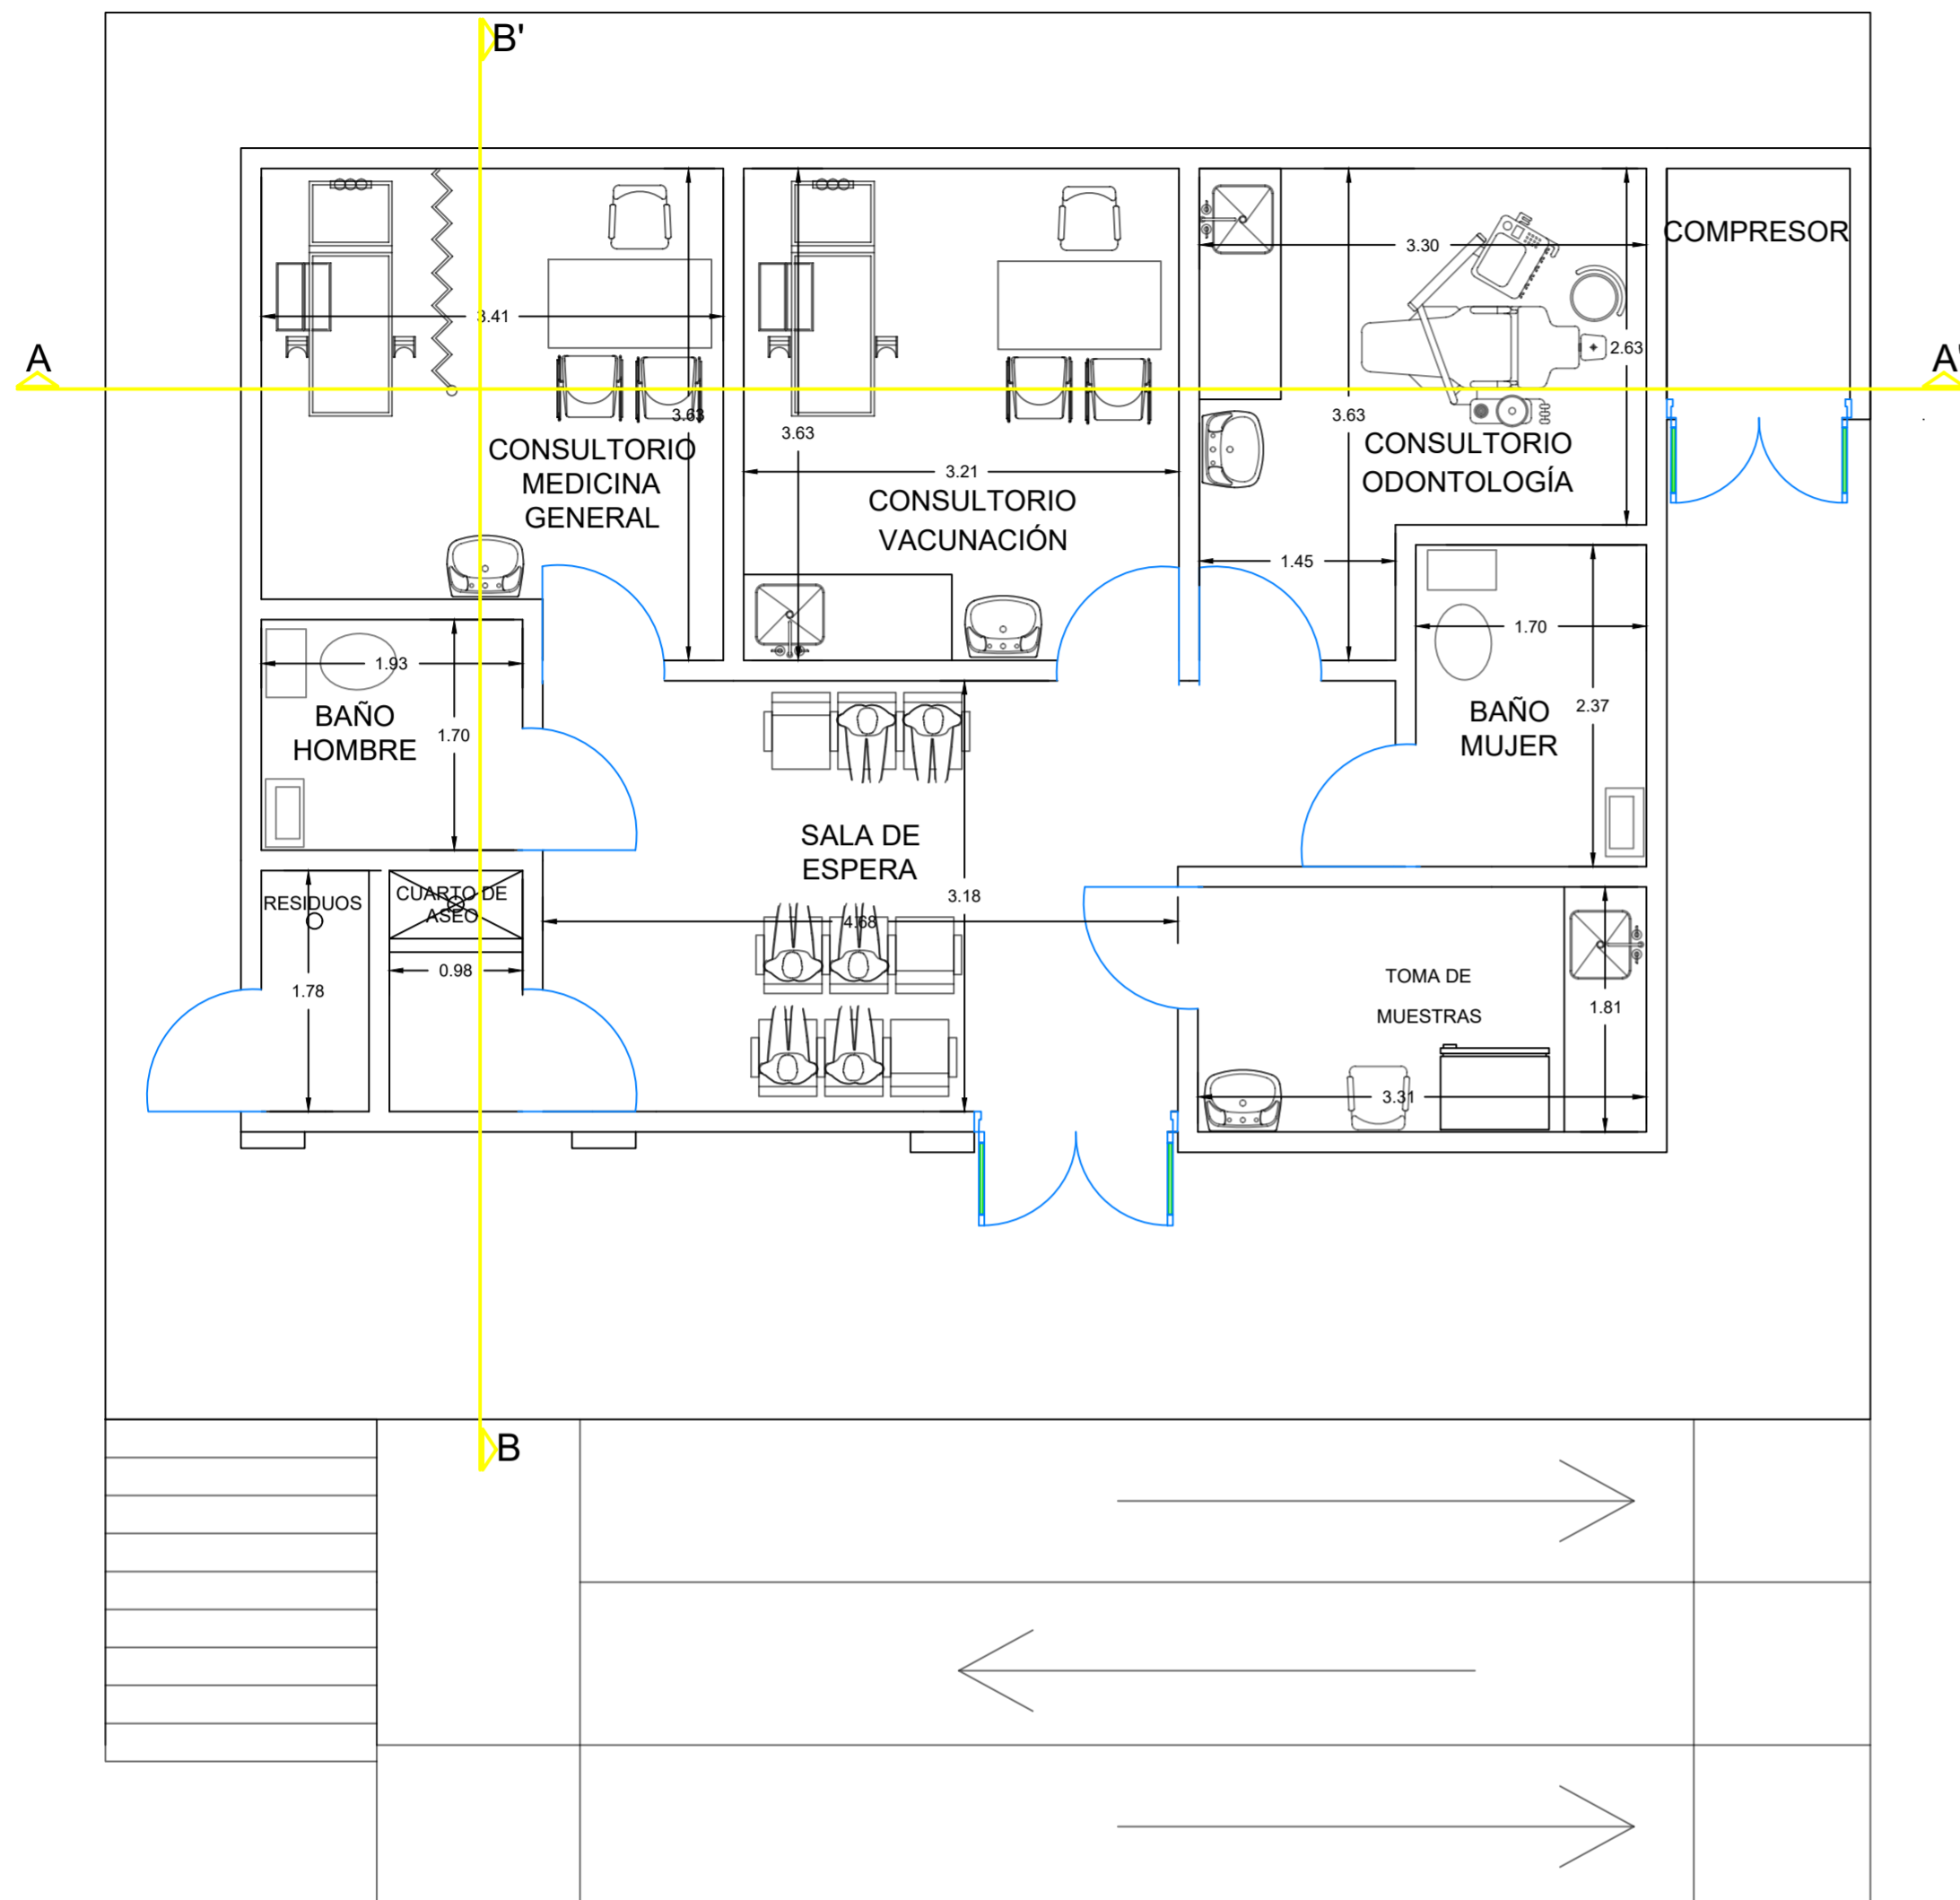 B'
COMPRESOR
3.30
3.41
2.63
A
A'
3.63
3.63
3.63
CONSULTORIO
MEDICINA
GENERAL
3.21
CONSULTORIO
VACUNACIÓN
CONSULTORIO
ODONTOLOGÍA
1.45
1.70
1.93
BAÑO
HOMBRE
1.70
BAÑO
MUJER
2.37
SALA DE
ESPERA
3.18
RESIDUOS
CUARTO DE
ASEO
4.68
0.98
1.78
TOMA DE
MUESTRAS
1.81
3.31
B